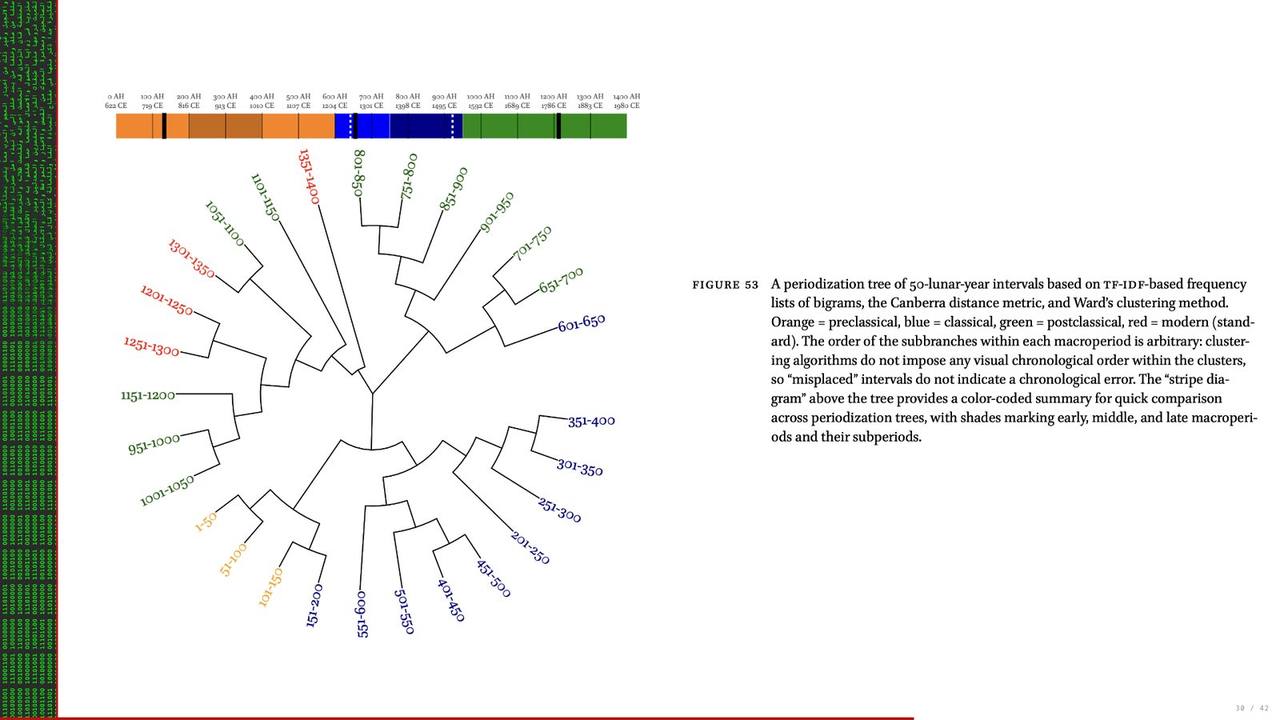 0 AH 100 AH 200 AH 300 AH 400 AH 500 AH 600 AH 700 AH 800 AH 900 AH 1000 AH 1100 AH 1200 AH 1300 AH 1400 AH
622 CE 719 CE 816 CE 913 CE 1010 CE 1107 CE 1204 CE 1301 CE 1398 CE 1495 CE 1592 CE 1689 CE 1786 CE 1883 CE 1980 CE
1351-1400
801-850
751-800
851-900
901-950
701-750
651-700
601-650
351-400
301-350
251-300
201-250
451-500
401-450
501-550
551-600
151-200
101-150
51-100
1-50
1001-1050
951-1000
1151-1200
1251-1300
1201-1250
1301-1350
1051-1100
1101-1150
FIGURE 53 A periodization tree of 50-lunar-year intervals based on TF-IDF-based frequency
lists of bigrams, the Canberra distance metric, and Ward's clustering method.
Orange = preclassical, blue = classical, green = postclassical, red = modern (stand-
ard). The order of the subbranches within each macroperiod is arbitrary: cluster-
ing algorithms do not impose any visual chronological order within the clusters,
so “misplaced” intervals do not indicate a chronological error. The “stripe dia-
gram” above the tree provides a color-coded summary for quick comparison
across periodization trees, with shades marking early, middle, and late macroperi-
ods and their subperiods.
30 / 42